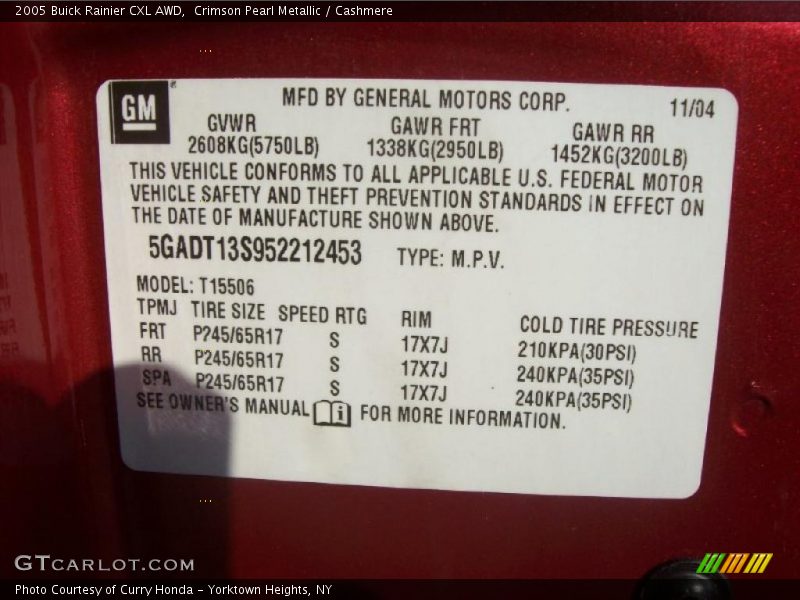 2005 Buick Rainier CXL AWD, Crimson Pearl Metallic / Cashmere
GM
MFD BY GENERAL MOTORS CORP. 11/04
GVWR GAWR FRT GAWR RR
2608KG(5750LB) 1338KG(2950LB) 1452KG(3200LB)
THIS VEHICLE CONFORMS TO ALL APPLICABLE U.S. FEDERAL MOTOR
VEHICLE SAFETY AND THEFT PREVENTION STANDARDS IN EFFECT ON
THE DATE OF MANUFACTURE SHOWN ABOVE.
5GADT13S952212453 TYPE: M.P.V.
MODEL: T15506
TPMJ TIRE SIZE SPEED RTG RIM COLD TIRE PRESSURE
FRT P245/65R17 S 17X7J 210KPA(30PSI)
RR P245/65R17 S 17X7J 240KPA(35PSI)
SPA P245/65R17 S 17X7J 240KPA(35PSI)
SEE OWNER'S MANUAL i FOR MORE INFORMATION.
GTCARLOT.COM
Photo Courtesy of Curry Honda - Yorktown Heights, NY